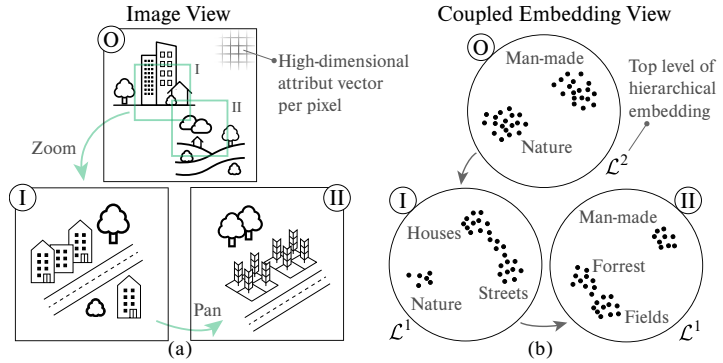 Image View
O
I
II
High-dimensional
attribut vector
per pixel
Zoom
I
II
Pan
(a)
Coupled Embedding View
O
Man-made
Nature
Top level of
hierarchical
embedding
ℒ²
I
Houses
Nature
Streets
ℒ¹
II
Man-made
Forrest
Fields
ℒ¹
(b)